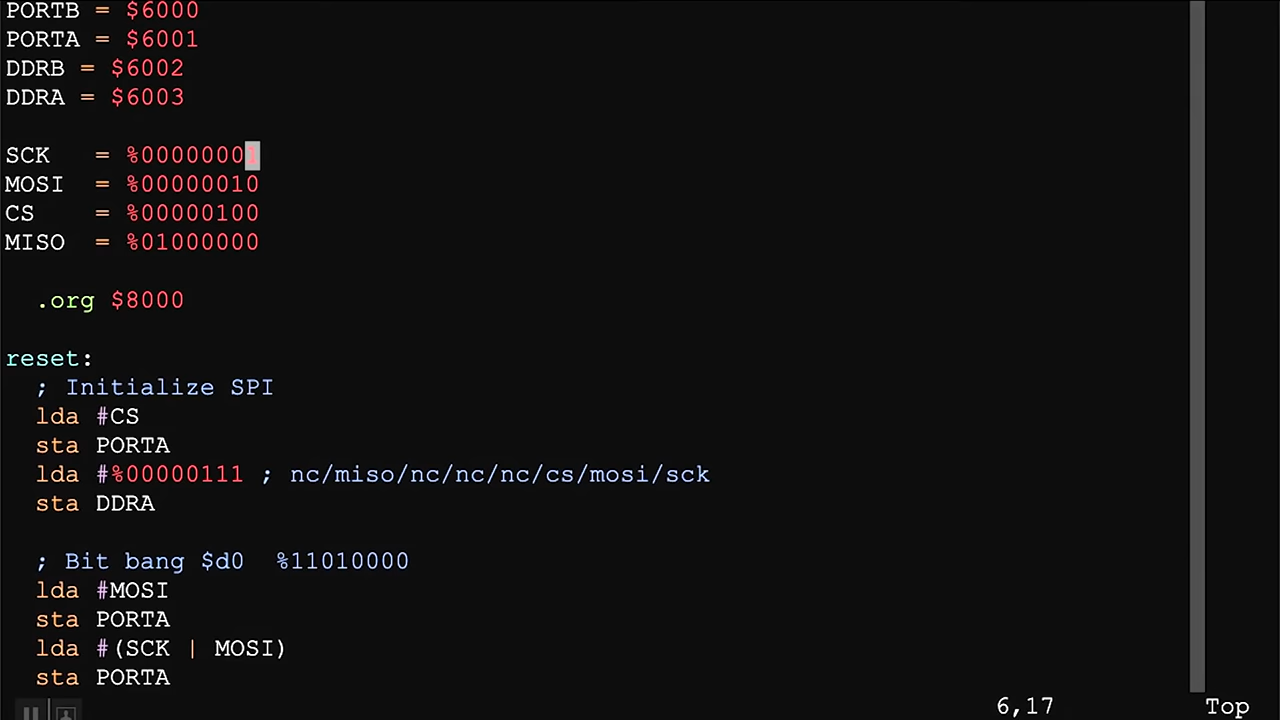 PORTB = $6000
PORTA = $6001
DDRB = $6002
DDRA = $6003
SCK = %00000001
MOSI = %00000010
CS = %00000100
MISO = %01000000
.org $8000
reset:
; Initialize SPI
lda #CS
sta PORTA
lda #%00000111 ; nc/miso/nc/nc/nc/cs/mosi/sck
sta DDRA
; Bit bang $d0 %11010000
lda #MOSI
sta PORTA
lda #(SCK | MOSI)
sta PORTA
6,17 Top